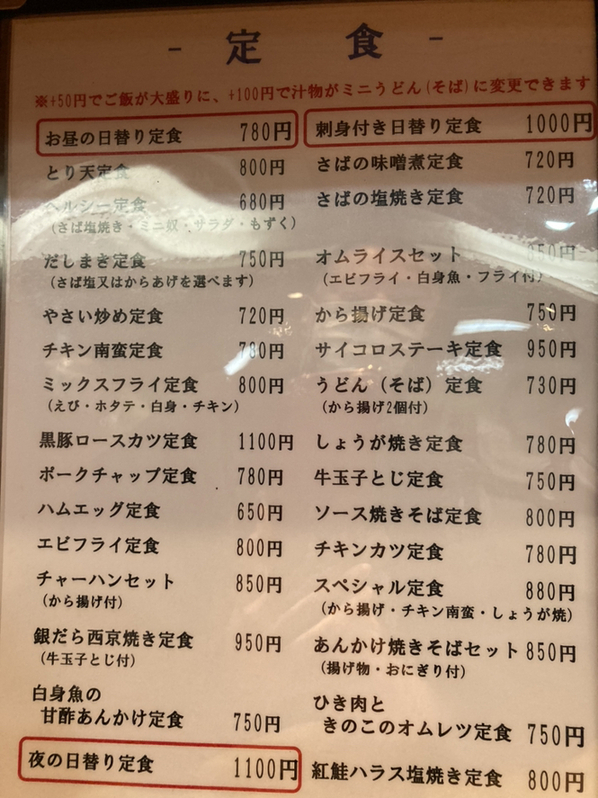 - 定 食 -
※+50円でご飯が大盛りに、+100円で汁物がミニうどん(そば)に変更できます
お昼の日替り定食 780円
とり天定食 800円
ヘルシー定食 680円
(さば塩焼き・ミニ奴・サラダ・もずく)
だしまき定食 750円
(さば塩又はからあげを選べます)
やさい炒め定食 720円
チキン南蛮定食 780円
ミックスフライ定食 800円
(えび・ホタテ・白身・チキン)
黒豚ロースカツ定食 1100円
ポークチャップ定食 780円
ハムエッグ定食 650円
エビフライ定食 800円
チャーハンセット 850円
(から揚げ付)
銀だら西京焼き定食 950円
(牛玉子とじ付)
白身魚の
甘酢あんかけ定食 750円
夜の日替り定食 1100円
刺身付き日替り定食 1000円
さばの味噌煮定食 720円
さばの塩焼き定食 720円
オムライスセット 850円
(エビフライ・白身魚・フライ付)
から揚げ定食 750円
サイコロステーキ定食 950円
うどん(そば)定食 730円
(から揚げ2個付)
しょうが焼き定食 780円
牛玉子とじ定食 750円
ソース焼きそば定食 800円
チキンカツ定食 780円
スペシャル定食 880円
(から揚げ・チキン南蛮・しょうが焼)
あんかけ焼きそばセット 850円
(揚げ物・おにぎり付)
ひき肉と
きのこのオムレツ定食 750円
紅鮭ハラス塩焼き定食 800円